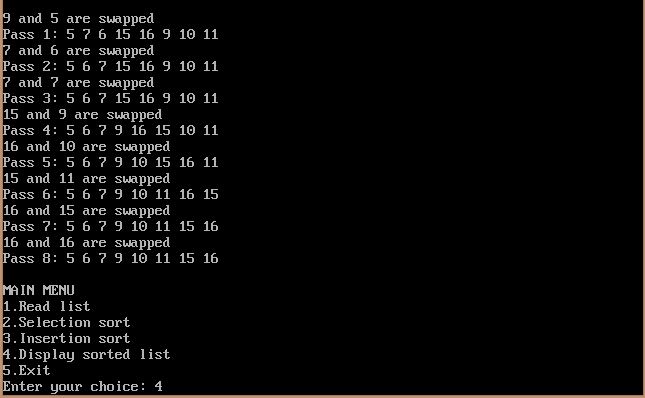 9 and 5 are swapped
Pass 1: 5 7 6 15 16 9 10 11
7 and 6 are swapped
Pass 2: 5 6 7 15 16 9 10 11
7 and 7 are swapped
Pass 3: 5 6 7 15 16 9 10 11
15 and 9 are swapped
Pass 4: 5 6 7 9 16 15 10 11
16 and 10 are swapped
Pass 5: 5 6 7 9 10 15 16 11
15 and 11 are swapped
Pass 6: 5 6 7 9 10 11 16 15
16 and 15 are swapped
Pass 7: 5 6 7 9 10 11 15 16
16 and 16 are swapped
Pass 8: 5 6 7 9 10 11 15 16
MAIN MENU
1.Read list
2.Selection sort
3.Insertion sort
4.Display sorted list
5.Exit
Enter your choice: 4